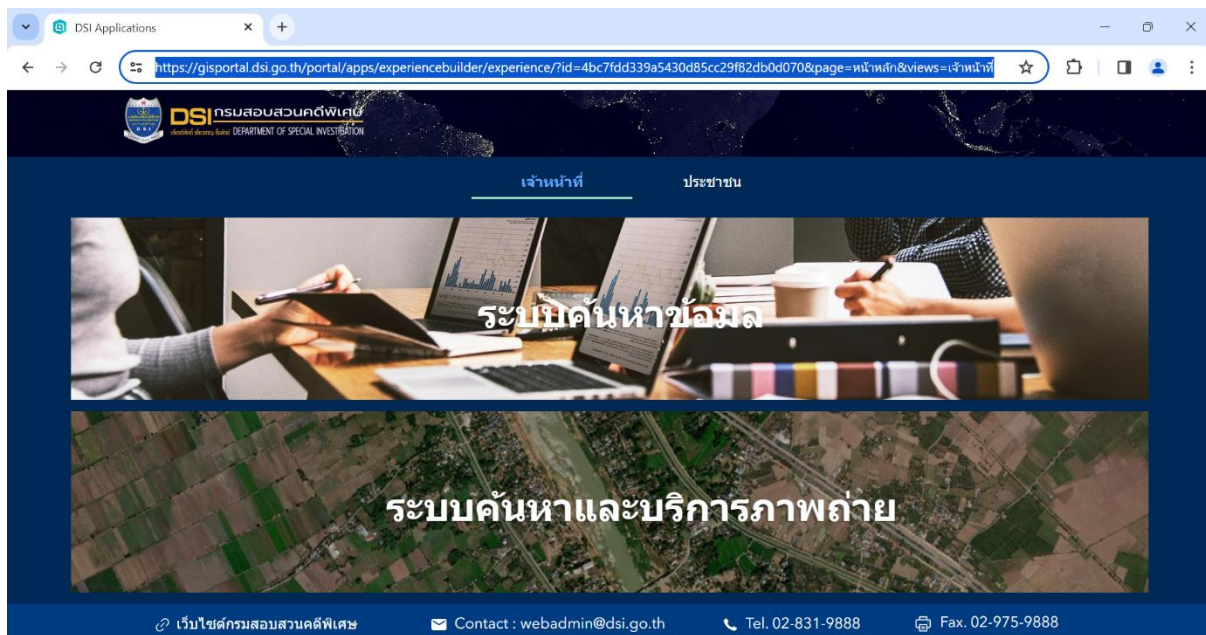 DSI Applications
https://gisportal.dsi.go.th/portal/apps/experiencebuilder/experience/?id=4bc7fdd339a5430d85cc29f82db0d070&page=หน้าหลัก&views=เจ้าหน้าที่
DSI กรมสอบสวนคดีพิเศษ
DEPARTMENT OF SPECIAL INVESTIGATION
เจ้าหน้าที่ ประชาชน
ระบบค้นหาข้อมูล
ระบบค้นหาและบริการภาพถ่าย
เว็บไซต์กรมสอบสวนคดีพิเศษ Contact : webadmin@dsi.go.th Tel. 02-831-9888 Fax. 02-975-9888